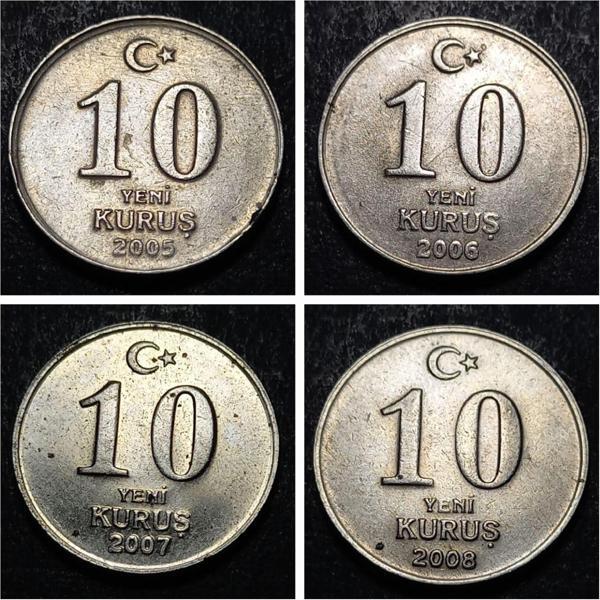 10
YENİ
KURUŞ
2005
10
YENİ
KURUŞ
2006
10
YENİ
KURUŞ
2007
10
YENİ
KURUŞ
2008